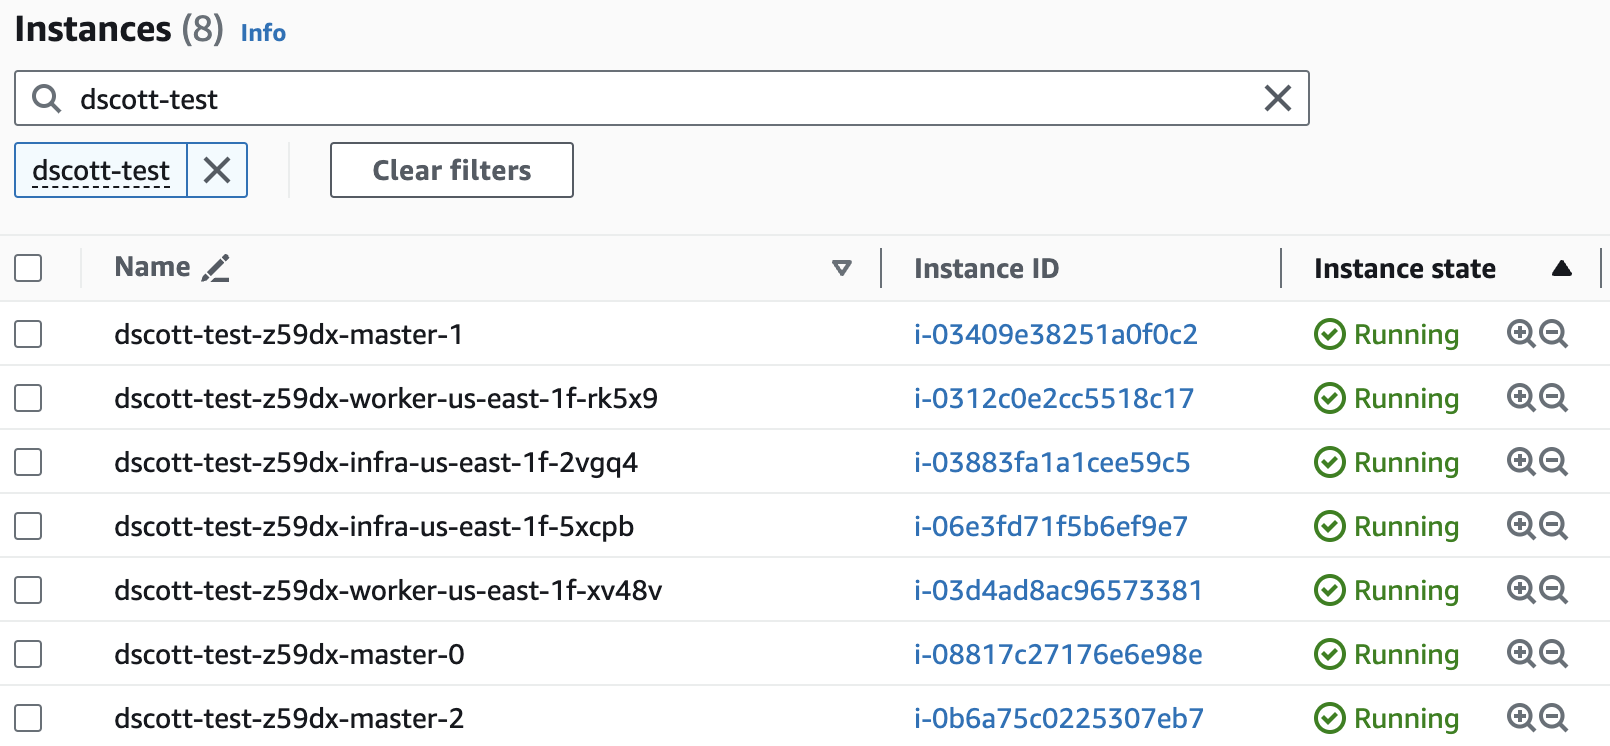 Instances (8) Info
dscott-test
dscott-test Clear filters
Name Instance ID Instance state
dscott-test-z59dx-master-1 i-03409e38251a0f0c2 Running
dscott-test-z59dx-worker-us-east-1f-rk5x9 i-0312c0e2cc5518c17 Running
dscott-test-z59dx-infra-us-east-1f-2vgq4 i-03883fa1a1cee59c5 Running
dscott-test-z59dx-infra-us-east-1f-5xcpb i-06e3fd71f5b6ef9e7 Running
dscott-test-z59dx-worker-us-east-1f-xv48v i-03d4ad8ac96573381 Running
dscott-test-z59dx-master-0 i-08817c27176e6e98e Running
dscott-test-z59dx-master-2 i-0b6a75c0225307eb7 Running